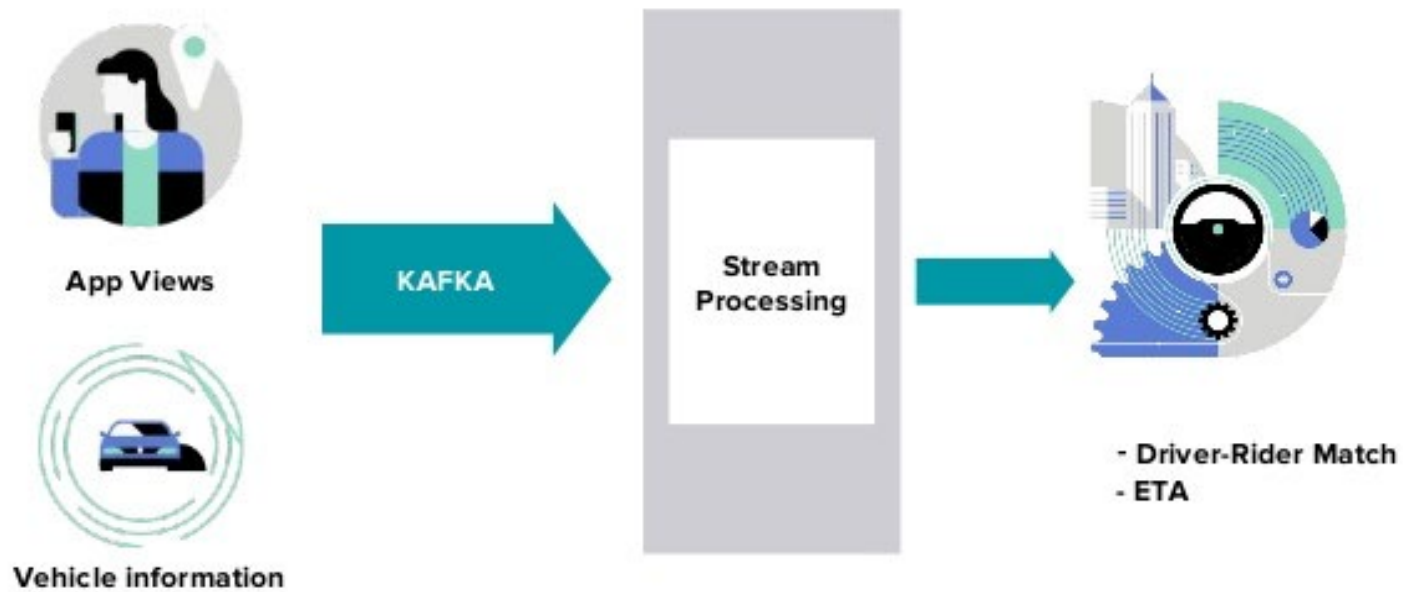 App Views
Vehicle information
KAFKA
Stream
Processing
- Driver-Rider Match
- ETA